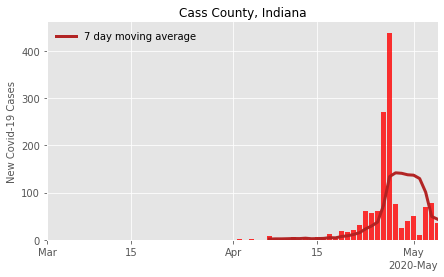 Cass County, Indiana
7 day moving average
New Covid-19 Cases
400
300
200
100
0
Mar
15
Apr
15
May
2020-May